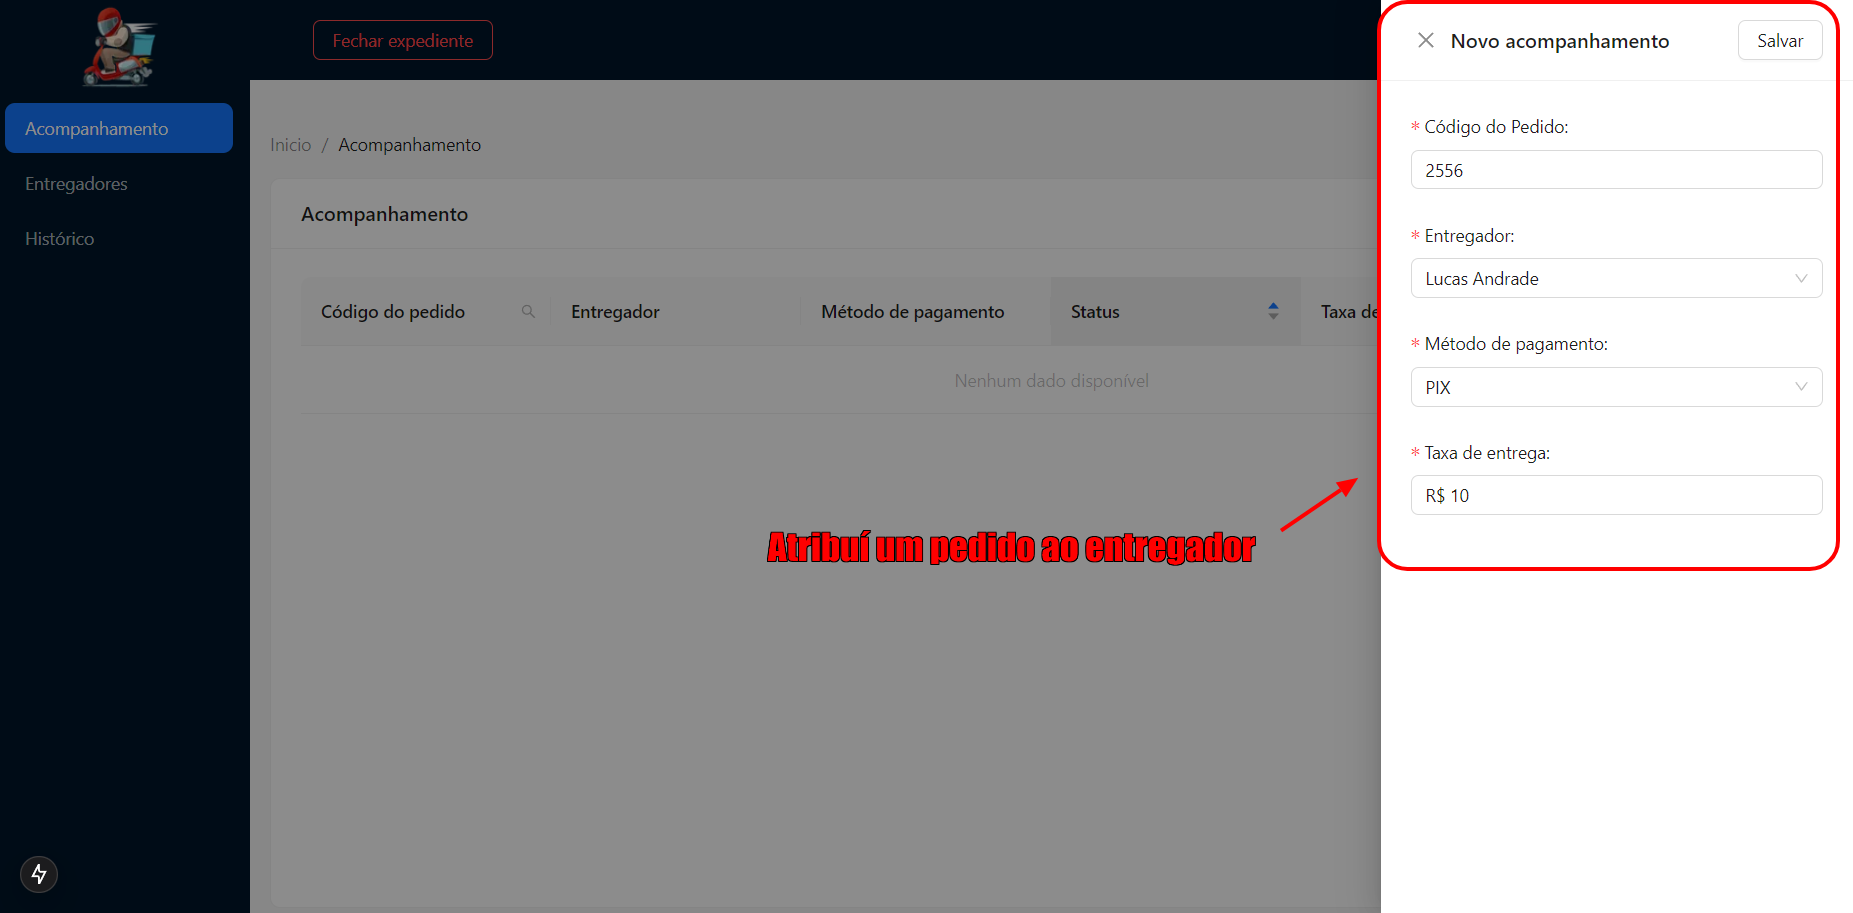 Fechar expediente
Novo acompanhamento
Salvar
Acompanhamento
Entregadores
Histórico
Inicio / Acompanhamento
Acompanhamento
Código do pedido
Entregador
Método de pagamento
Status
Taxa de
Nenhum dado disponível
* Código do Pedido:
2556
* Entregador:
Lucas Andrade
* Método de pagamento:
PIX
* Taxa de entrega:
R$ 10
Atribuí um pedido ao entregador